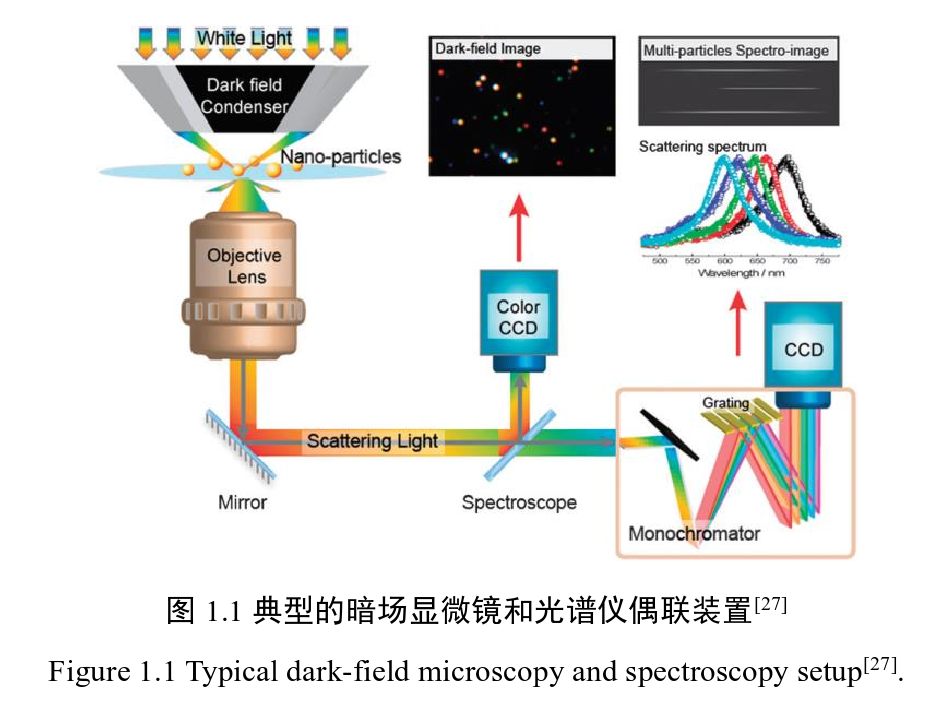 White Light
Dark field
Condenser
Nano-particles
Objective
Lens
Mirror
Scattering Light
Spectroscope
Color
CCD
Dark-field Image
Multi-particles Spectro-image
Scattering spectrum
500 550 600 650 700 750
Wavelength / nm
CCD
Grating
Monochromator
图 1.1 典型的暗场显微镜和光谱仪偶联装置[27]
Figure 1.1 Typical dark-field microscopy and spectroscopy setup[27].